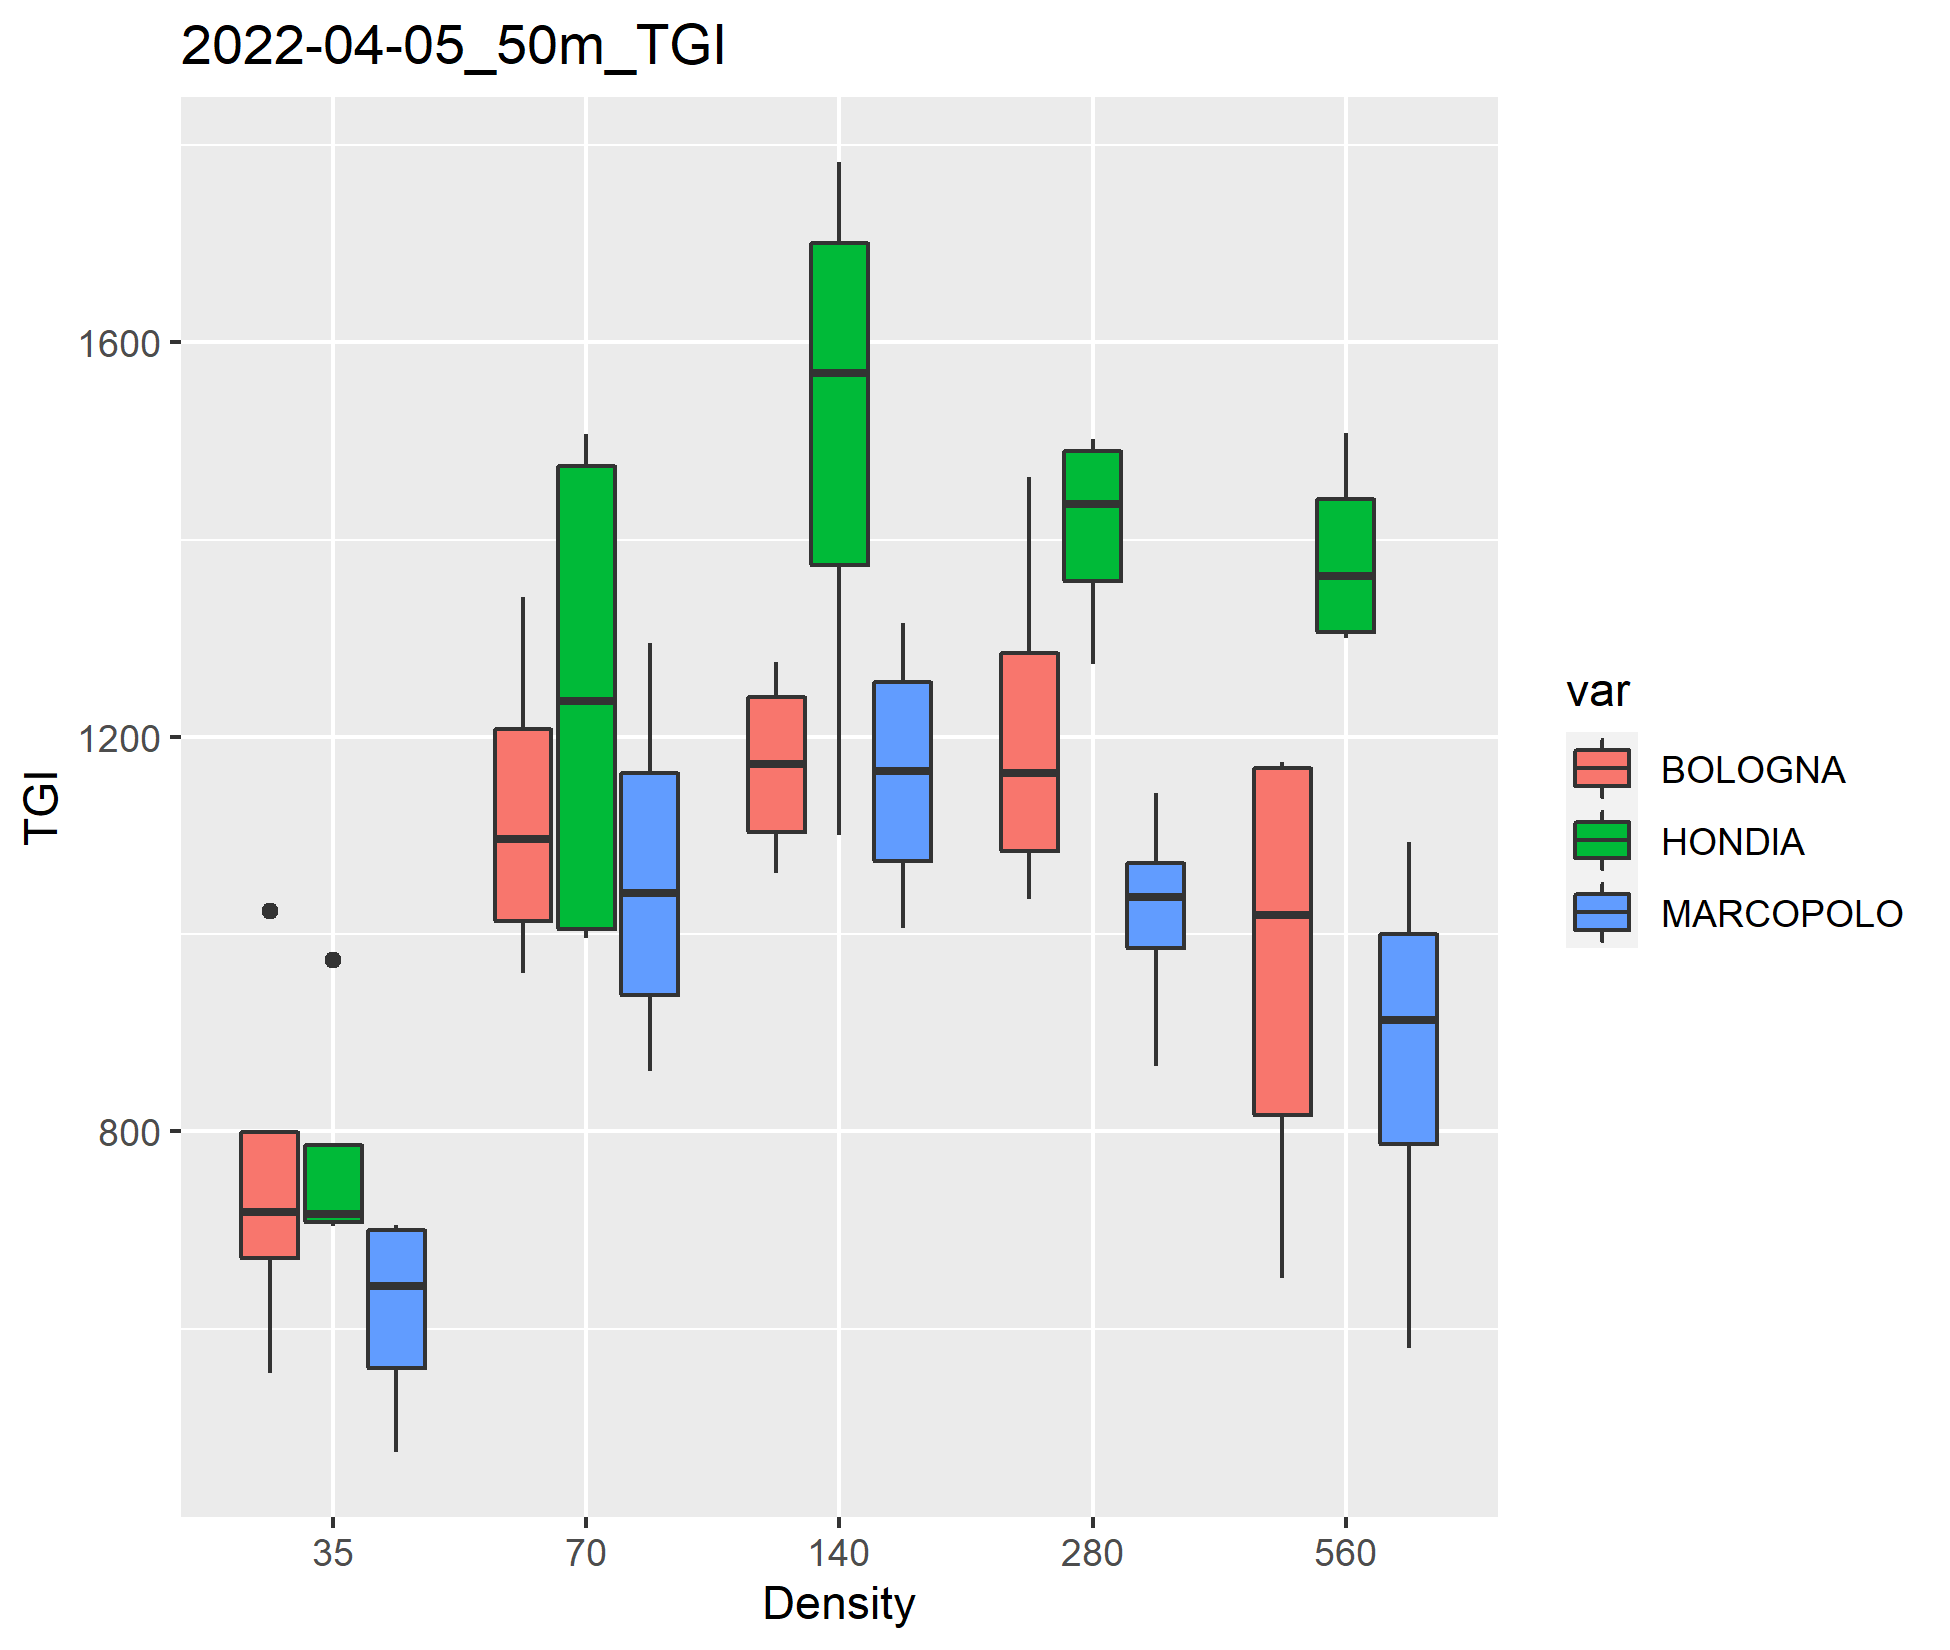 2022-04-05_50m_TGI
TGI
1600
1200
800
35 70 140 280 560
Density
var
BOLOGNA
HONDIA
MARCOPOLO